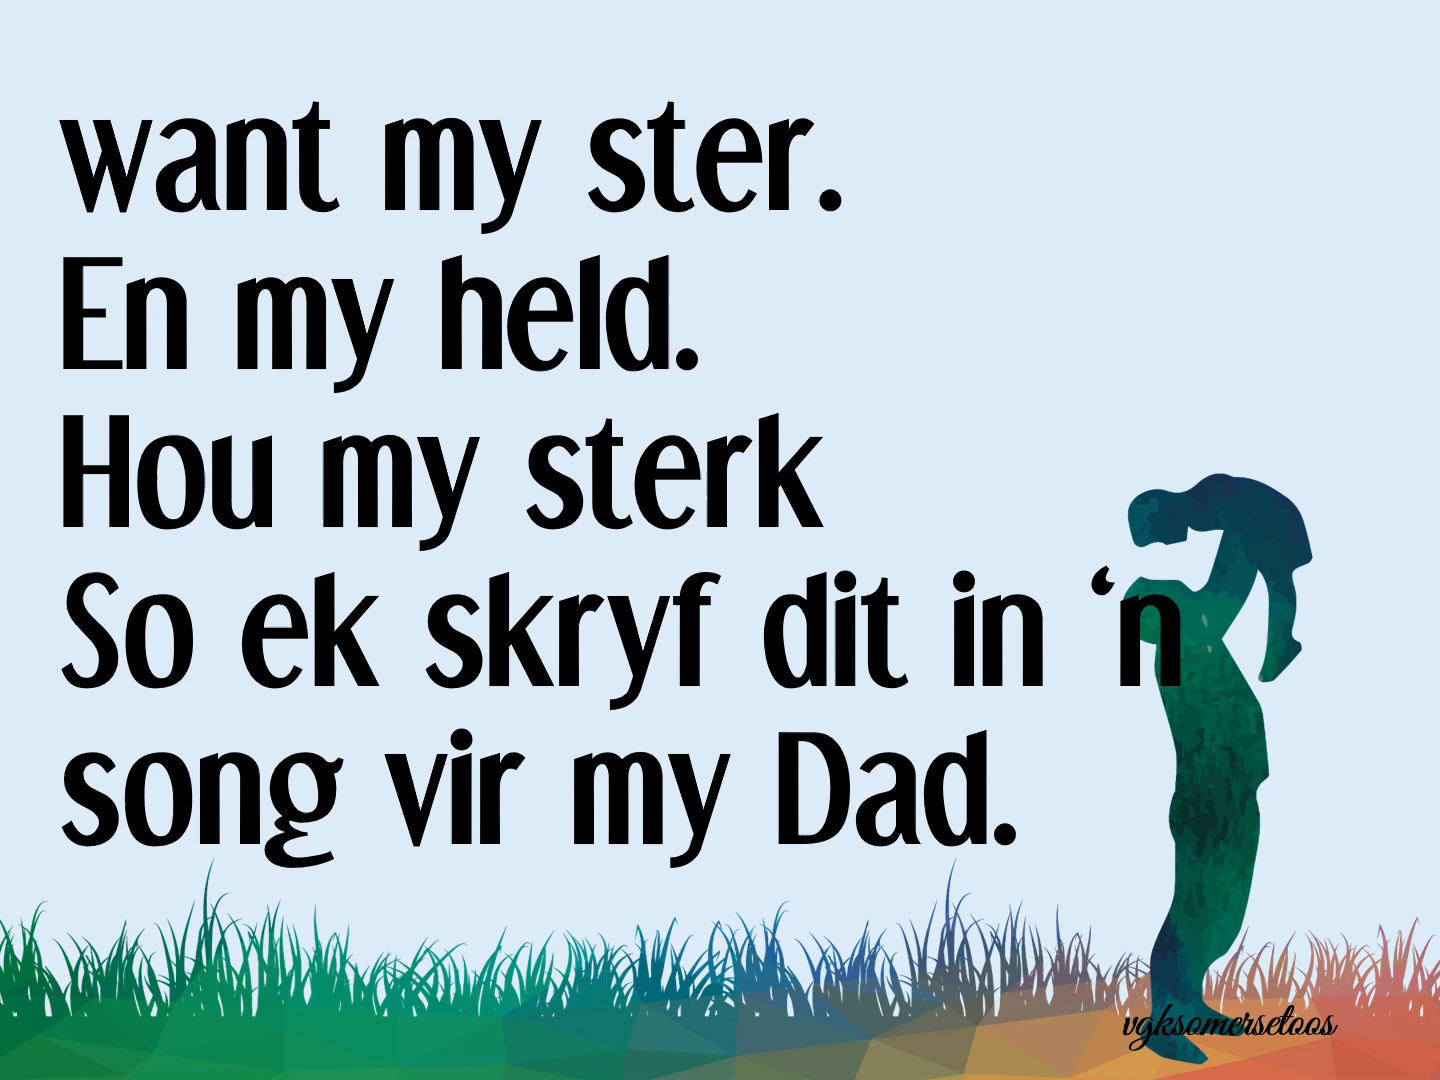 want my ster.
En my held.
Hou my sterk
So ek skryf dit in ‘n
song vir my Dad.
vgksomersetoos